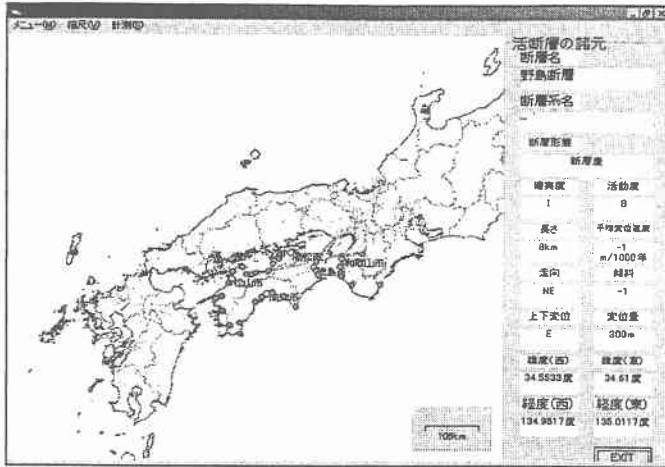 メニュー(M) 縮尺(V) 計測(C)
活断層の諸元
断層名
野島断層
断層系名
--
断層形態
断層崖
確実度 活動度
I B
長さ 平均変位速度
8km -1
m/1000年
走向 傾斜
NE -1
上下変位 変位量
E 300m
緯度(西) 緯度(東)
34.5533度 34.61度
経度(西) 経度(東)
134.9517度 135.0117度
100km
EXIT